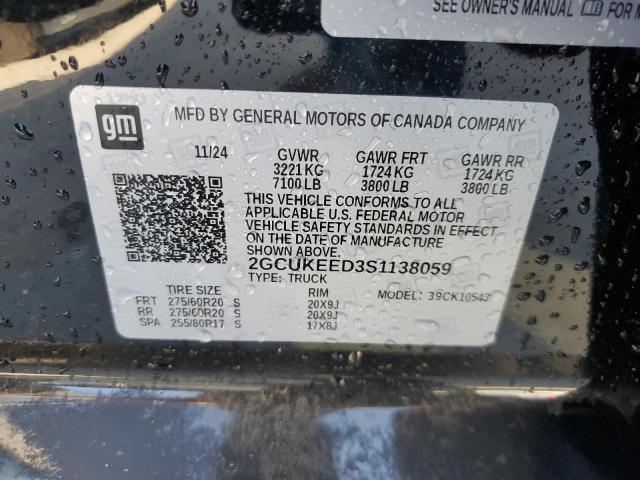 SEE OWNER'S MANUAL FOR
gm
MFD BY GENERAL MOTORS OF CANADA COMPANY
11/24 GVWR GAWR FRT GAWR RR
3221 KG 1724 KG 1724 KG
7100 LB 3800 LB 3800 LB
THIS VEHICLE CONFORMS TO ALL
APPLICABLE U.S. FEDERAL MOTOR
VEHICLE SAFETY STANDARDS IN EFFECT
ON THE DATE OF MANUFACTURE
SHOWN ABOVE.
2GCUKEED3S1138059
TYPE: TRUCK
TIRE SIZE RIM MODEL: 39CK10543
FRT 275/60R20 S 20X9J
RR 275/60R20 S 20X9J
SPA 255/80R17 S 17X8J